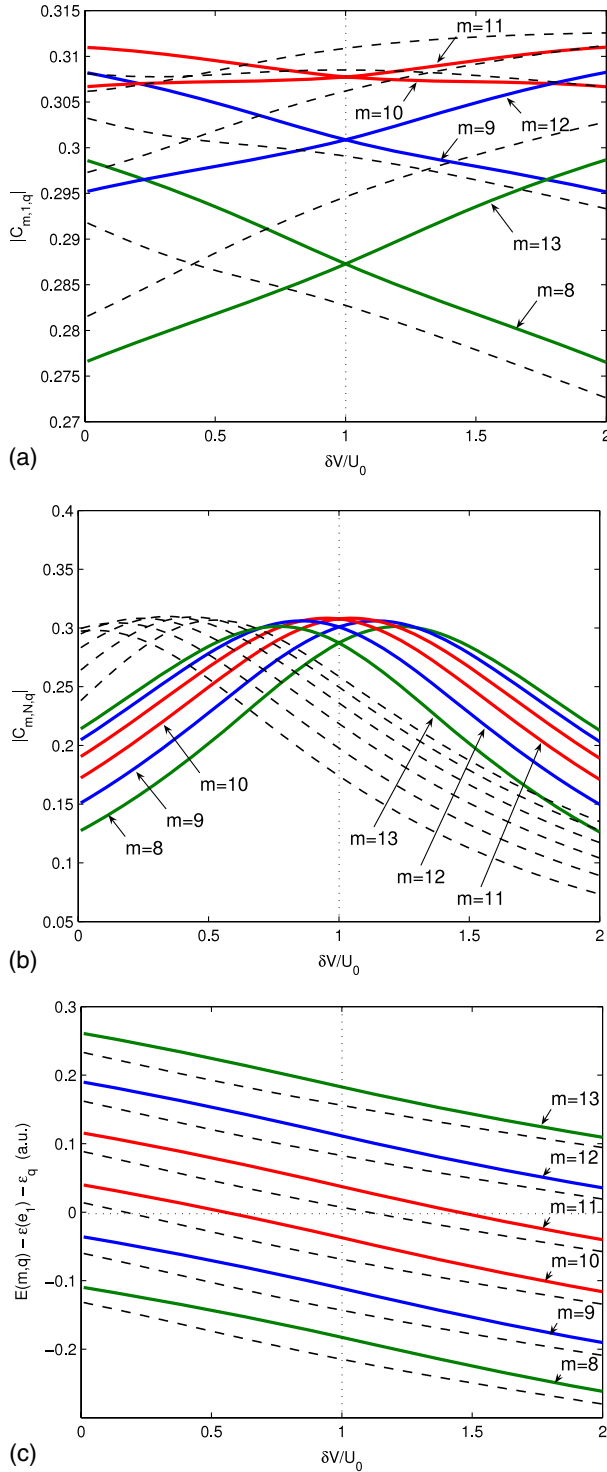 0.315
0.31
0.305
0.3
0.295
0.29
0.285
0.28
0.275
0.27
|C_{m,1,q}|
m=11
m=10
m=9
m=12
m=13
m=8
0 0.5 1 1.5 2
δV/U_0
(a)
0.4
0.35
0.3
0.25
0.2
0.15
0.1
0.05
|C_{m,N,q}|
m=10
m=9
m=8
m=13
m=12
m=11
0 0.5 1 1.5 2
δV/U_0
(b)
0.3
0.2
0.1
0
−0.1
−0.2
E(m,q) − ε(e_1) − ε_q (a.u.)
m=13
m=12
m=11
m=10
m=9
m=8
0 0.5 1 1.5 2
δV/U_0
(c)